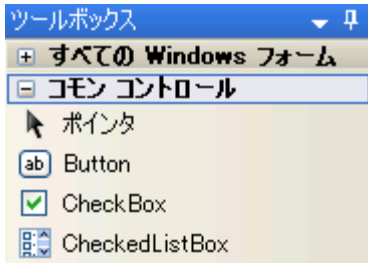 ツールボックス
すべての Windows フォーム
コモン コントロール
ポインタ
ab Button
CheckBox
CheckedListBox